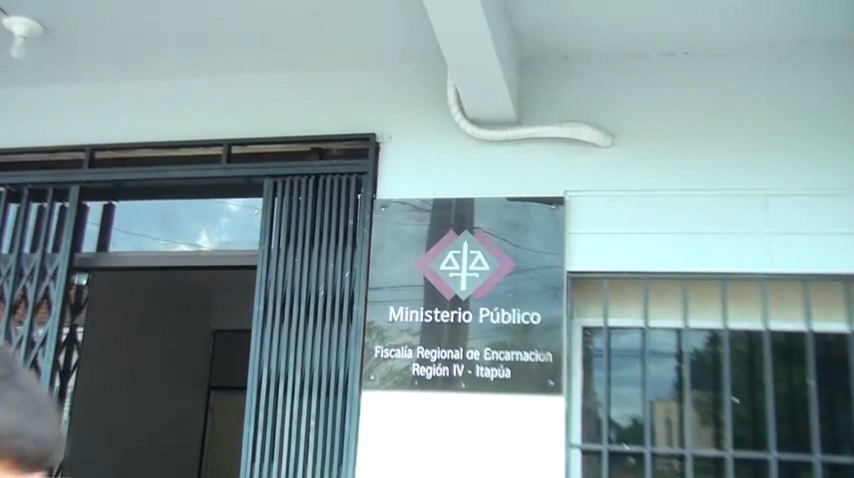 Ministerio Público
Fiscalía Regional de Encarnación
Región IV - Itapúa